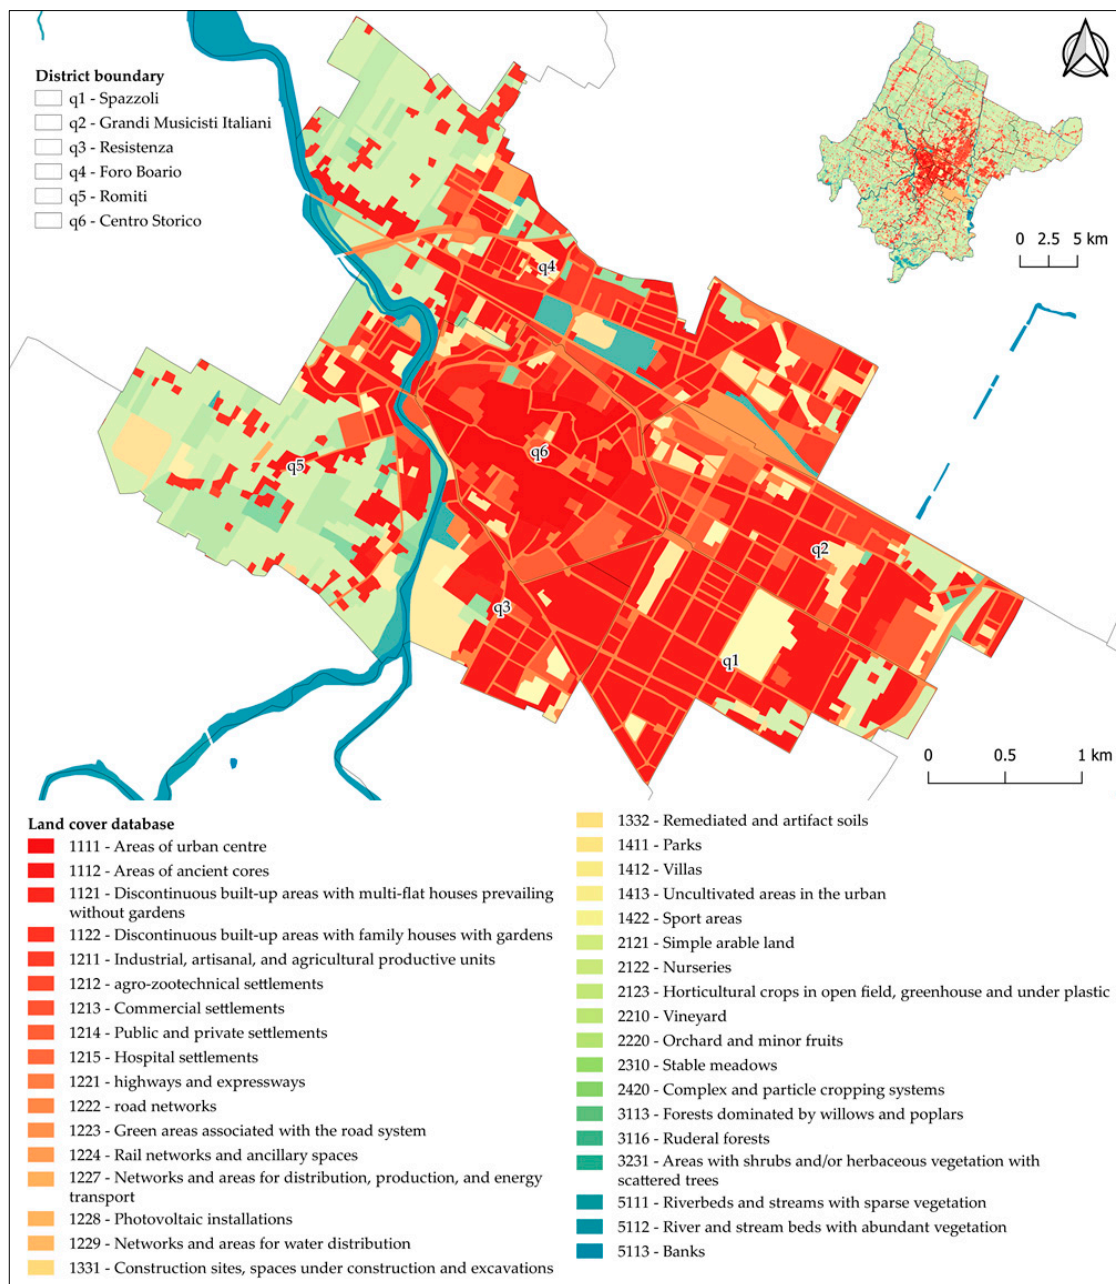 District boundary
q1 - Spazzoli
q2 - Grandi Musicisti Italiani
q3 - Resistenza
q4 - Foro Boario
q5 - Romiti
q6 - Centro Storico
0 2.5 5 km
q4
q6
q5
q2
q3
q1
0 0.5 1 km
Land cover database
1111 - Areas of urban centre
1112 - Areas of ancient cores
1121 - Discontinuous built-up areas with multi-flat houses prevailing
without gardens
1122 - Discontinuous built-up areas with family houses with gardens
1211 - Industrial, artisanal, and agricultural productive units
1212 - agro-zootechnical settlements
1213 - Commercial settlements
1214 - Public and private settlements
1215 - Hospital settlements
1221 - highways and expressways
1222 - road networks
1223 - Green areas associated with the road system
1224 - Rail networks and ancillary spaces
1227 - Networks and areas for distribution, production, and energy
transport
1228 - Photovoltaic installations
1229 - Networks and areas for water distribution
1331 - Construction sites, spaces under construction and excavations
1332 - Remediated and artifact soils
1411 - Parks
1412 - Villas
1413 - Uncultivated areas in the urban
1422 - Sport areas
2121 - Simple arable land
2122 - Nurseries
2123 - Horticultural crops in open field, greenhouse and under plastic
2210 - Vineyard
2220 - Orchard and minor fruits
2310 - Stable meadows
2420 - Complex and particle cropping systems
3113 - Forests dominated by willows and poplars
3116 - Ruderal forests
3231 - Areas with shrubs and/or herbaceous vegetation with
scattered trees
5111 - Riverbeds and streams with sparse vegetation
5112 - River and stream beds with abundant vegetation
5113 - Banks